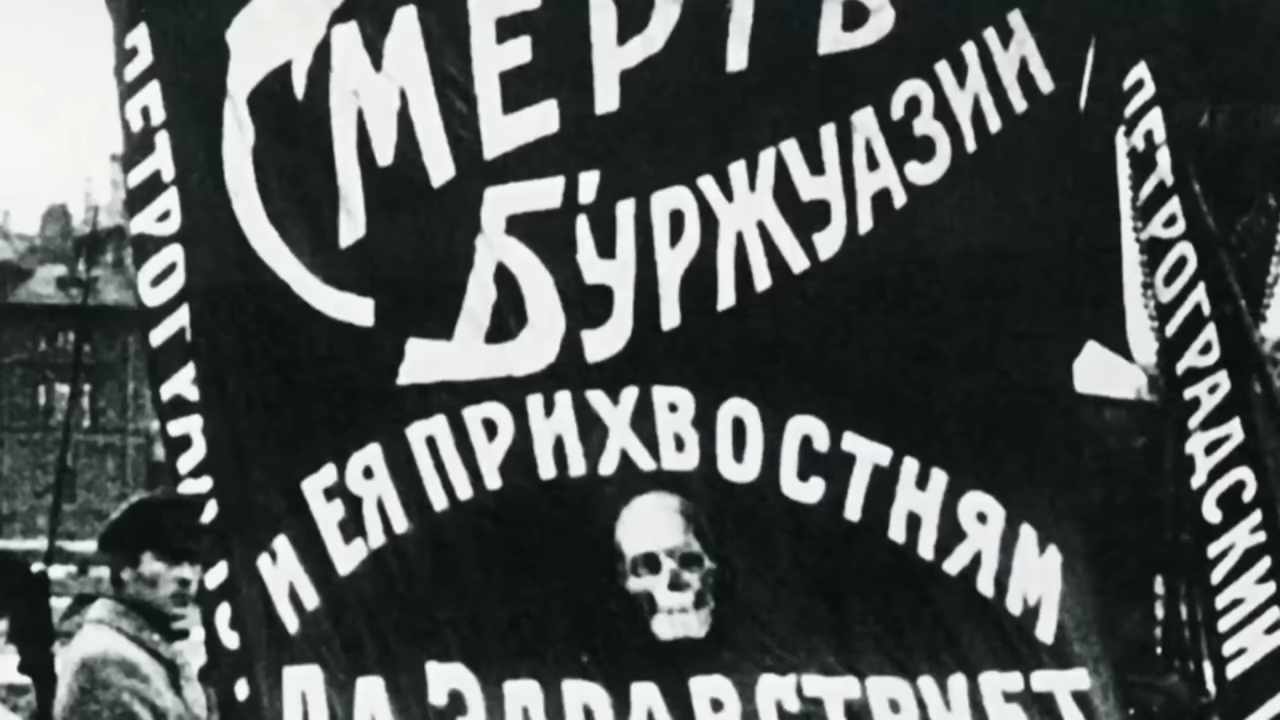 СМЕРТЬ
БУРЖУАЗИИ
И ЕЯ ПРИХВОСТНЯМ
ДА ЗДРАВСТВУЕТ
ПЕТРОГРАДСКИЙ